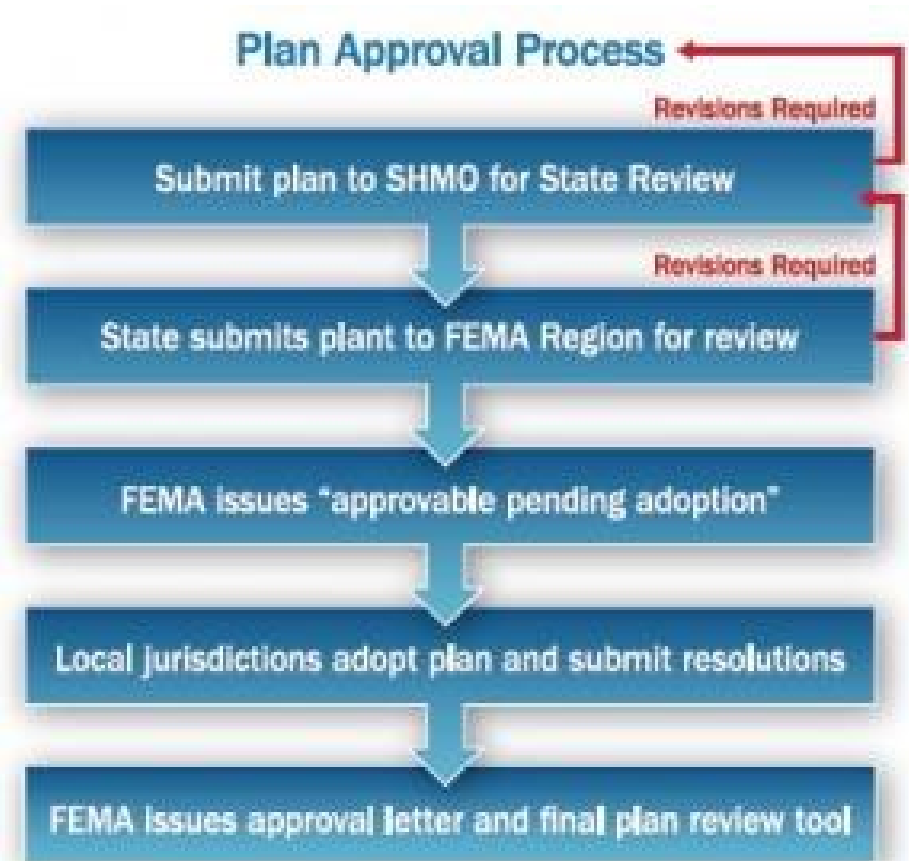 Plan Approval Process
Revisions Required
Submit plan to SHMO for State Review
Revisions Required
State submits plant to FEMA Region for review
FEMA issues "approvable pending adoption"
Local jurisdictions adopt plan and submit resolutions
FEMA issues approval letter and final plan review tool